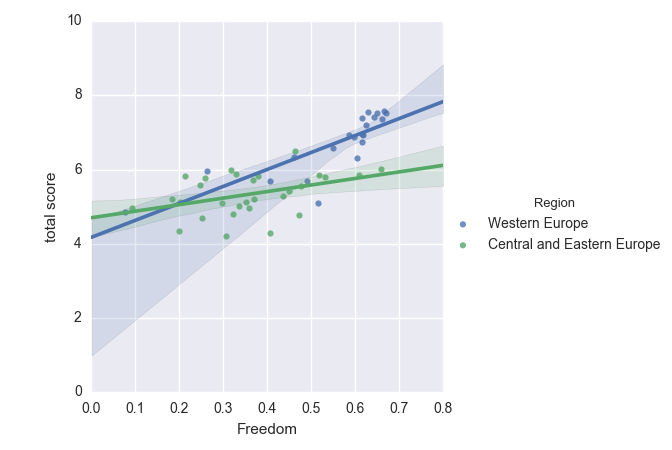 10
8
6
4
2
0
total score
0.0 0.1 0.2 0.3 0.4 0.5 0.6 0.7 0.8
Freedom
Region
Western Europe
Central and Eastern Europe